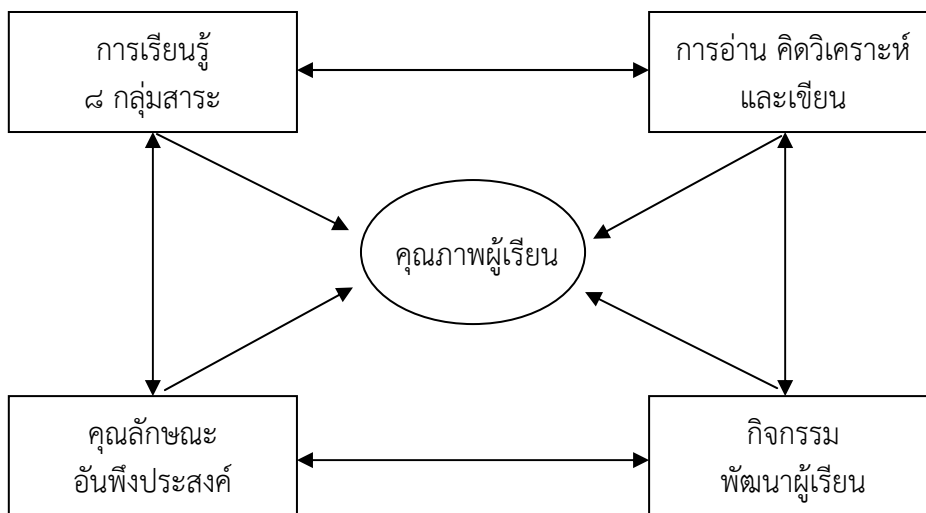 การเรียนรู้
๘ กลุ่มสาระ
การอ่าน คิดวิเคราะห์
และเขียน
คุณภาพผู้เรียน
คุณลักษณะ
อันพึงประสงค์
กิจกรรม
พัฒนาผู้เรียน